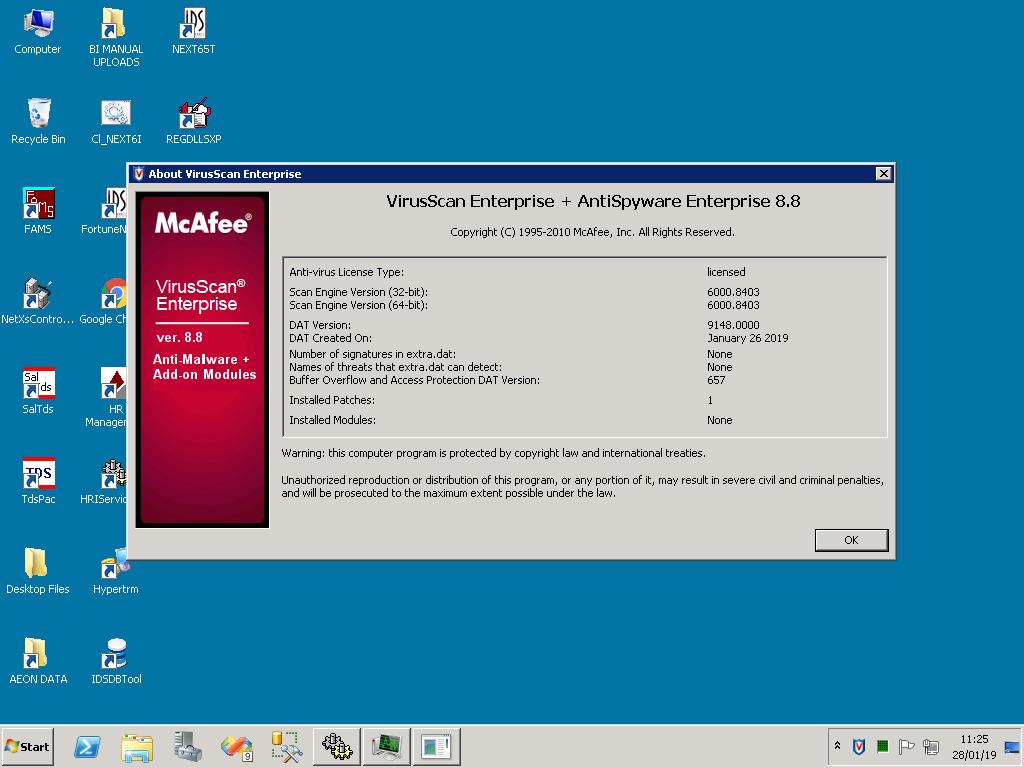 Computer
BI MANUAL
UPLOADS
NEXT65T
Recycle Bin
CI_NEXT6I
REGDLLSXP
FAMS
FortuneN
NetXsContro...
Google Ch
SalTds
HR
Manager
TdsPac
HRIServic
Desktop Files
Hypertrm
AEON DATA
IDSDBTool
About VirusScan Enterprise
McAfee®
VirusScan®
Enterprise
ver. 8.8
Anti-Malware +
Add-on Modules
VirusScan Enterprise + AntiSpyware Enterprise 8.8
Copyright (C) 1995-2010 McAfee, Inc. All Rights Reserved.
Anti-virus License Type: licensed
Scan Engine Version (32-bit): 6000.8403
Scan Engine Version (64-bit): 6000.8403
DAT Version: 9148.0000
DAT Created On: January 26 2019
Number of signatures in extra.dat: None
Names of threats that extra.dat can detect: None
Buffer Overflow and Access Protection DAT Version: 657
Installed Patches: 1
Installed Modules: None
Warning: this computer program is protected by copyright law and international treaties.
Unauthorized reproduction or distribution of this program, or any portion of it, may result in severe civil and criminal penalties,
and will be prosecuted to the maximum extent possible under the law.
OK
Start
9
11:25
28/01/19